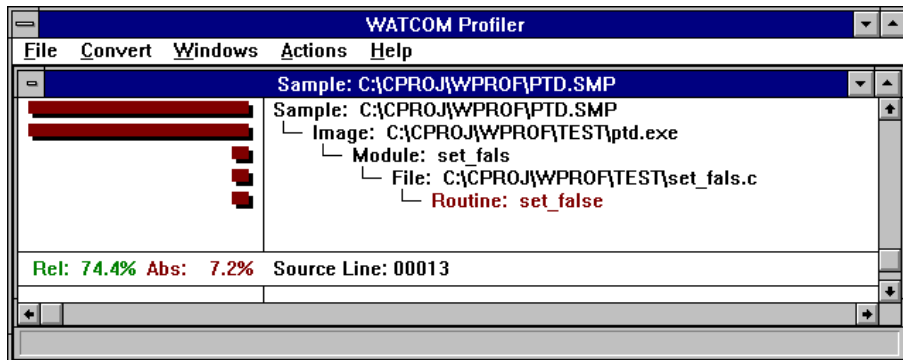 WATCOM Profiler
File Convert Windows Actions Help
Sample: C:\CPROJ\WPROF\PTD.SMP
Sample: C:\CPROJ\WPROF\PTD.SMP
Image: C:\CPROJ\WPROF\TEST\ptd.exe
Module: set_fals
File: C:\CPROJ\WPROF\TEST\set_fals.c
Routine: set_false
Rel: 74.4% Abs: 7.2% Source Line: 00013